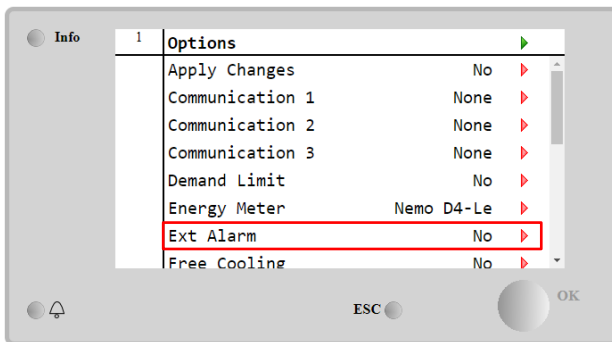 Info
1 Options
Apply Changes No
Communication 1 None
Communication 2 None
Communication 3 None
Demand Limit No
Energy Meter Nemo D4-Le
Ext Alarm No
Free Cooling No
ESC
OK